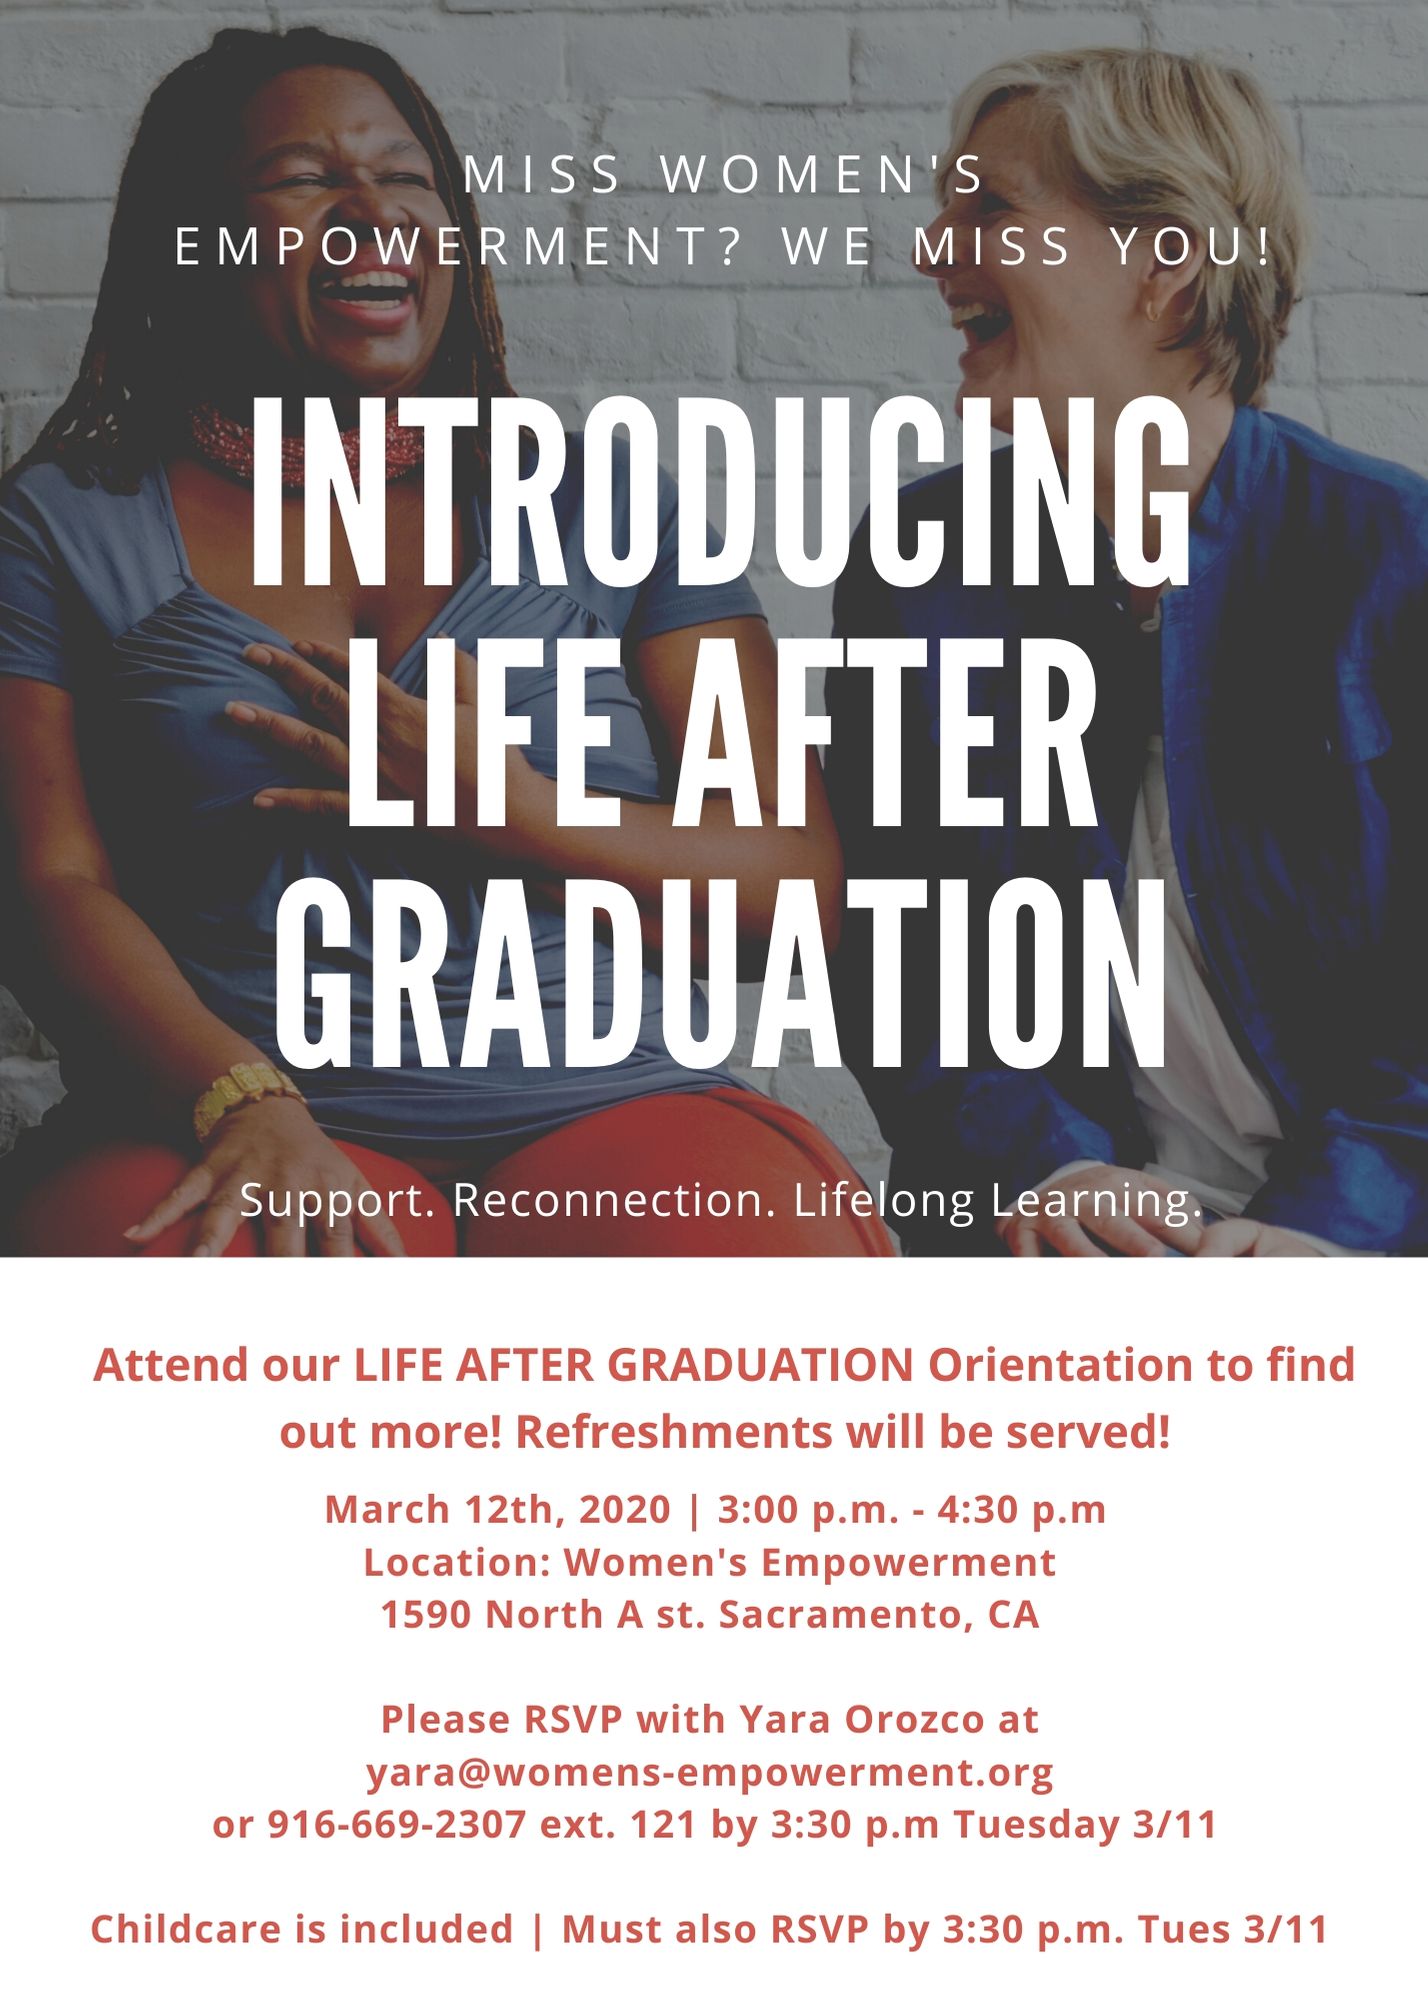 MISS WOMEN'S
EMPOWERMENT? WE MISS YOU!
INTRODUCING
LIFE AFTER
GRADUATION
Support. Reconnection. Lifelong Learning.
Attend our LIFE AFTER GRADUATION Orientation to find
out more! Refreshments will be served!
March 12th, 2020 | 3:00 p.m. - 4:30 p.m
Location: Women's Empowerment
1590 North A st. Sacramento, CA
Please RSVP with Yara Orozco at
yara@womens-empowerment.org
or 916-669-2307 ext. 121 by 3:30 p.m Tuesday 3/11
Childcare is included | Must also RSVP by 3:30 p.m. Tues 3/11